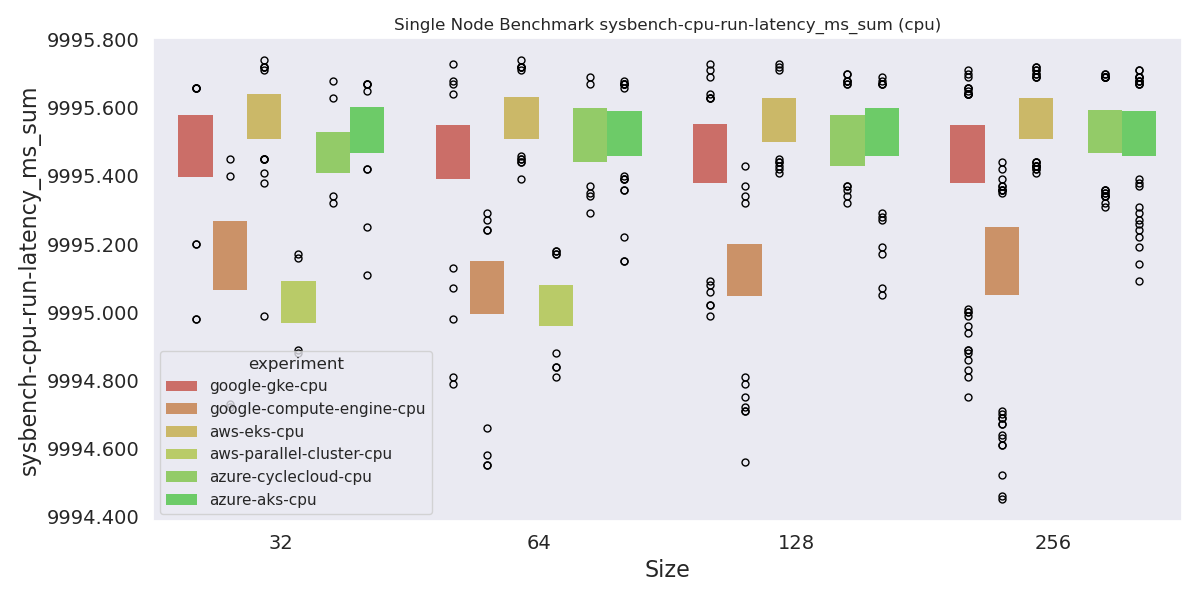 Single Node Benchmark sysbench-cpu-run-latency_ms_sum (cpu)
sysbench-cpu-run-latency_ms_sum
9995.800
9995.600
9995.400
9995.200
9995.000
9994.800
9994.600
9994.400
experiment
google-gke-cpu
google-compute-engine-cpu
aws-eks-cpu
aws-parallel-cluster-cpu
azure-cyclecloud-cpu
azure-aks-cpu
32 64 128 256
Size